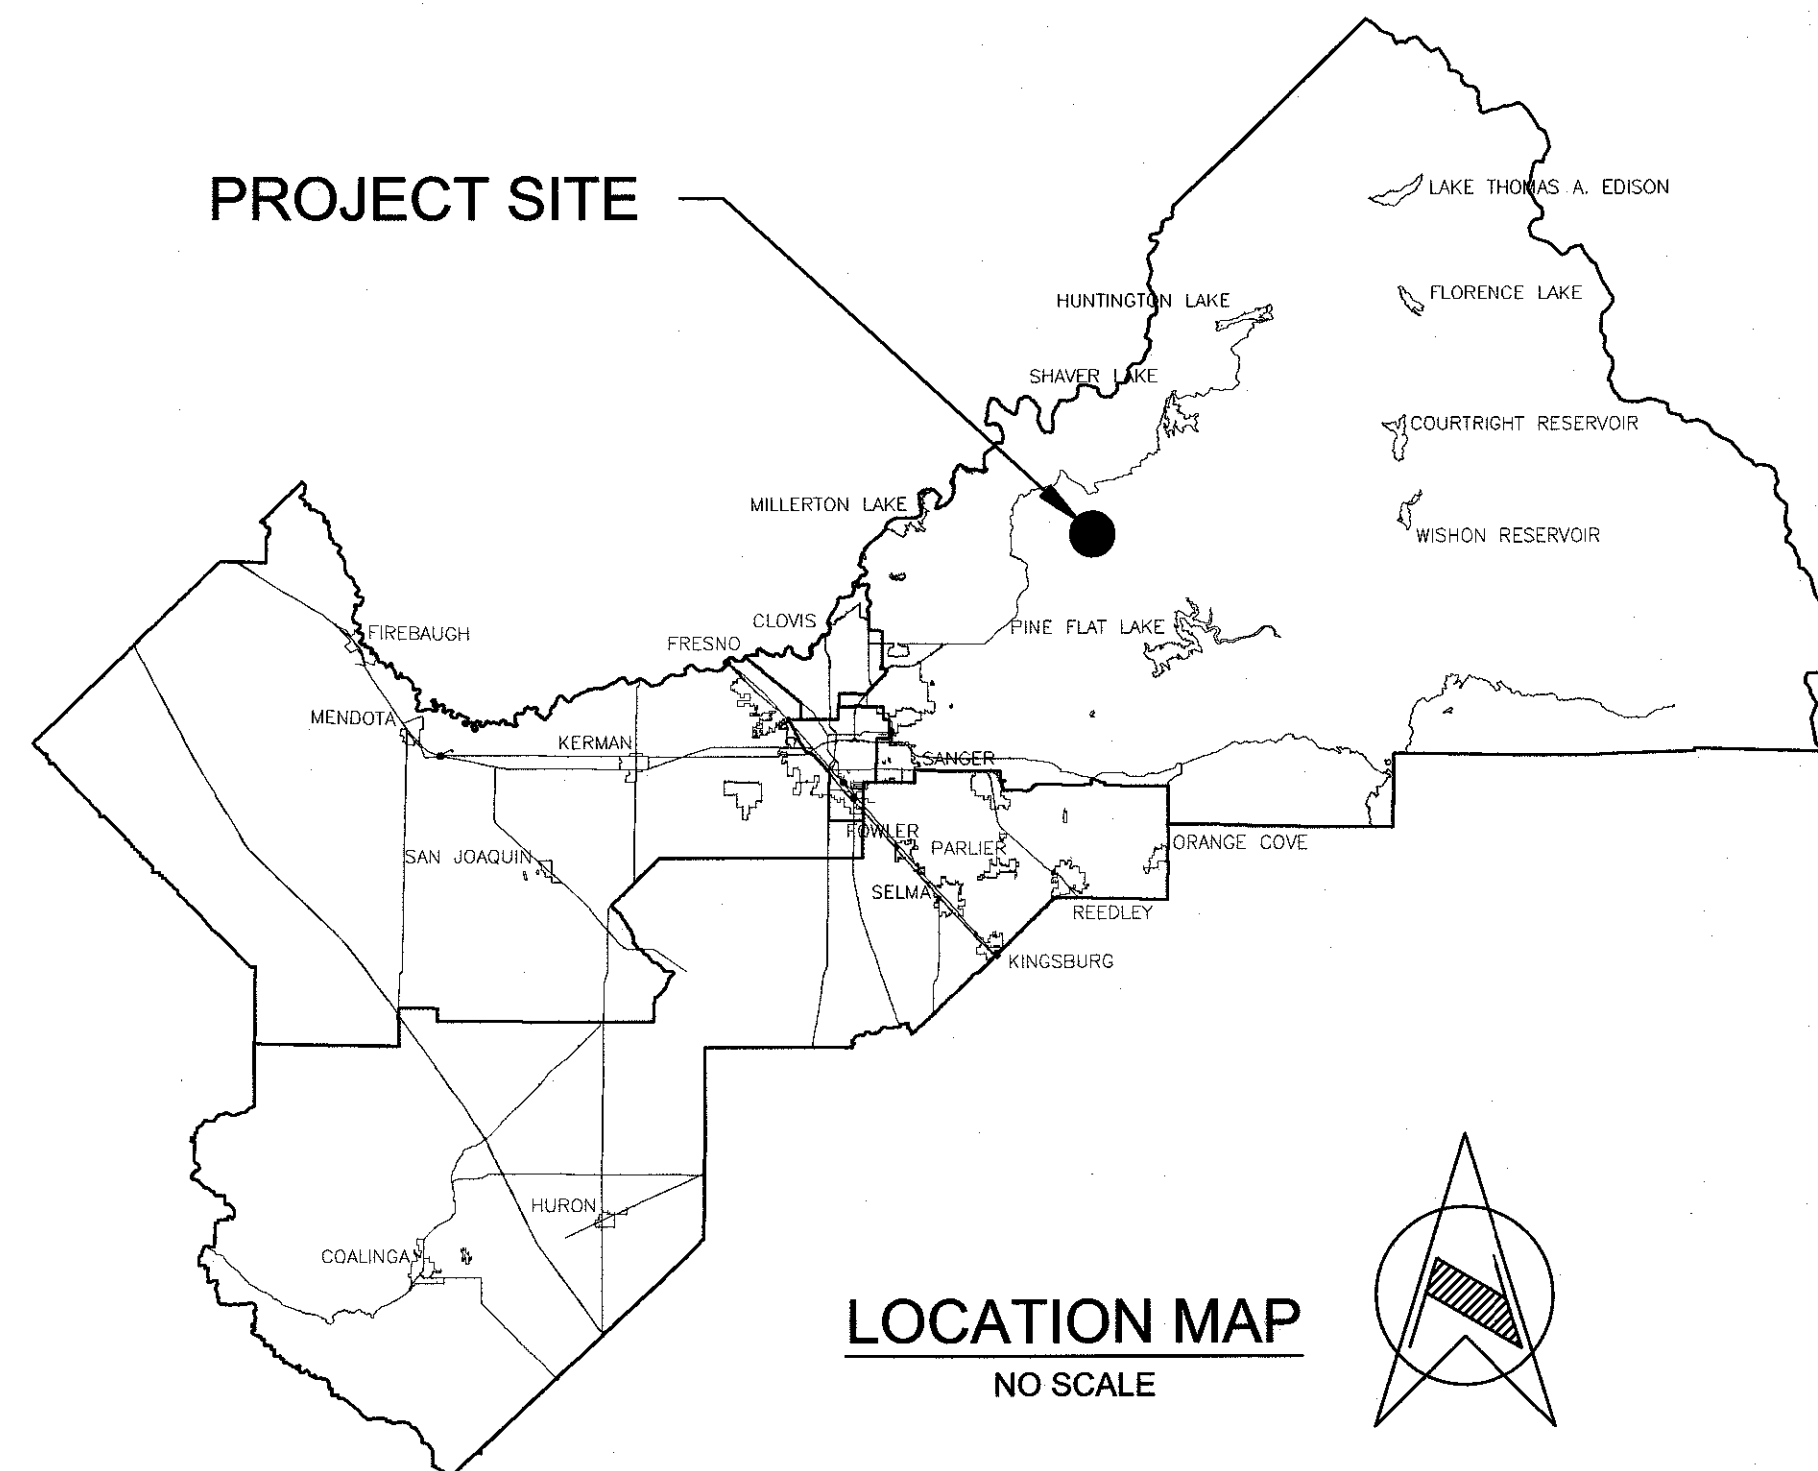 PROJECT SITE
LAKE THOMAS A. EDISON
HUNTINGTON LAKE
FLORENCE LAKE
SHAVER LAKE
COURTRIGHT RESERVOIR
MILLERTON LAKE
WISHON RESERVOIR
CLOVIS
FIREBAUGH
FRESNO
PINE FLAT LAKE
MENDOTA
KERMAN
SANGER
FOWLER
SAN JOAQUIN
PARLIER
ORANGE COVE
SELMA
REEDLEY
KINGSBURG
HURON
COALINGA
LOCATION MAP
NO SCALE